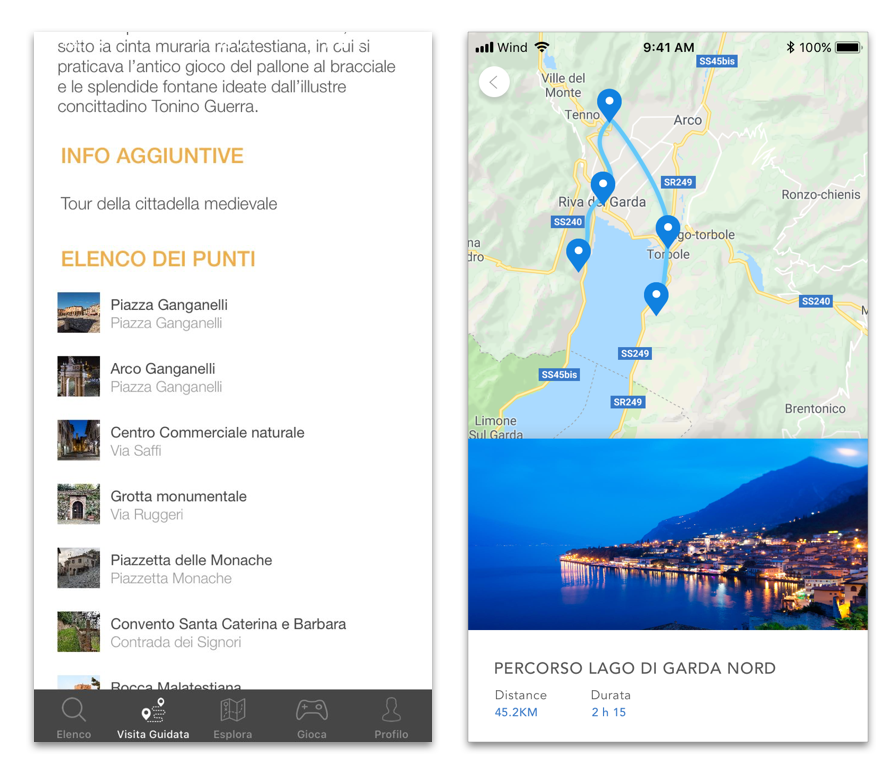 sotto la cinta muraria malatestiana, in cui si
praticava l'antico gioco del pallone al bracciale
e le splendide fontane ideate dall'illustre
concittadino Tonino Guerra.
INFO AGGIUNTIVE
Tour della cittadella medievale
ELENCO DEI PUNTI
Piazza Ganganelli
Piazza Ganganelli
Arco Ganganelli
Piazza Ganganelli
Centro Commerciale naturale
Via Saffi
Grotta monumentale
Via Ruggeri
Piazzetta delle Monache
Piazzetta Monache
Convento Santa Caterina e Barbara
Contrada dei Signori
Rocca Malatestiana
Elenco
Visita Guidata
Esplora
Gioca
Profilo
Wind
9:41 AM
100%
SS45bis
Ville del
Monte
Tenno
Arco
SR249
Ronzo-chienis
Riva del Garda
SS240
go-torbole
Torbole
na
dro
SS240
SS249
SS45bis
SR249
Brentonico
Limone
Sul Garda
PERCORSO LAGO DI GARDA NORD
Distance
Durata
45.2KM
2 h 15